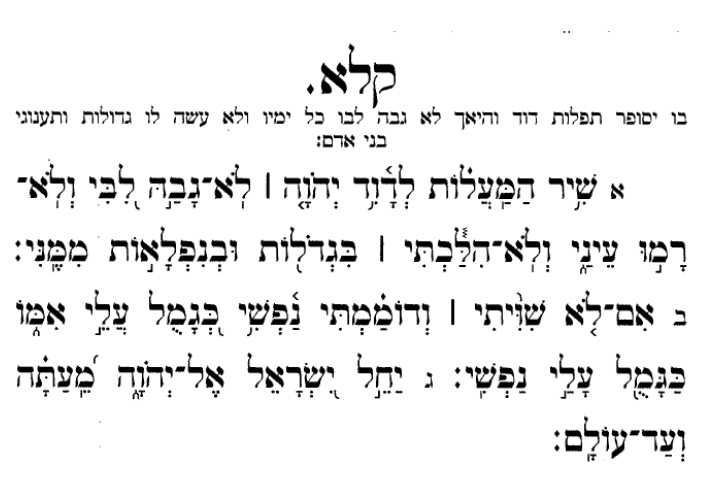 קלא.
בו יסופר תפלות דוד והיאך לא גבה לבו כל ימיו ולא עשה לו גדולות ותענוגי
בני אדם:
א שִׁ֥יר הַֽמַּעֲל֗וֹת לְדָ֫וִ֥ד יְהֹוָ֤ה ׀ לֹא־גָבַ֣הּ לִ֭בִּי וְלֹֽא־
רָמ֣וּ עֵינַ֑י וְלֹֽא־הִלַּ֓כְתִּי ׀ בִּגְדֹל֖וֹת וּבְנִפְלָא֣וֹת מִמֶּֽנִּי׃
ב אִם־לֹ֤א שִׁוִּ֨יתִי ׀ וְדוֹמַ֗מְתִּי נַ֫פְשִׁ֥י כְּ֭גָמֻל עֲלֵ֣י אִמּ֑וֹ
כַּגָּמֻ֖ל עָלַ֣י נַפְשִֽׁי׃ ג יַחֵ֣ל יִ֭שְׂרָאֵל אֶל־יְהֹוָ֑ה מֵֽ֝עַתָּ֗ה
וְעַד־עוֹלָֽם׃